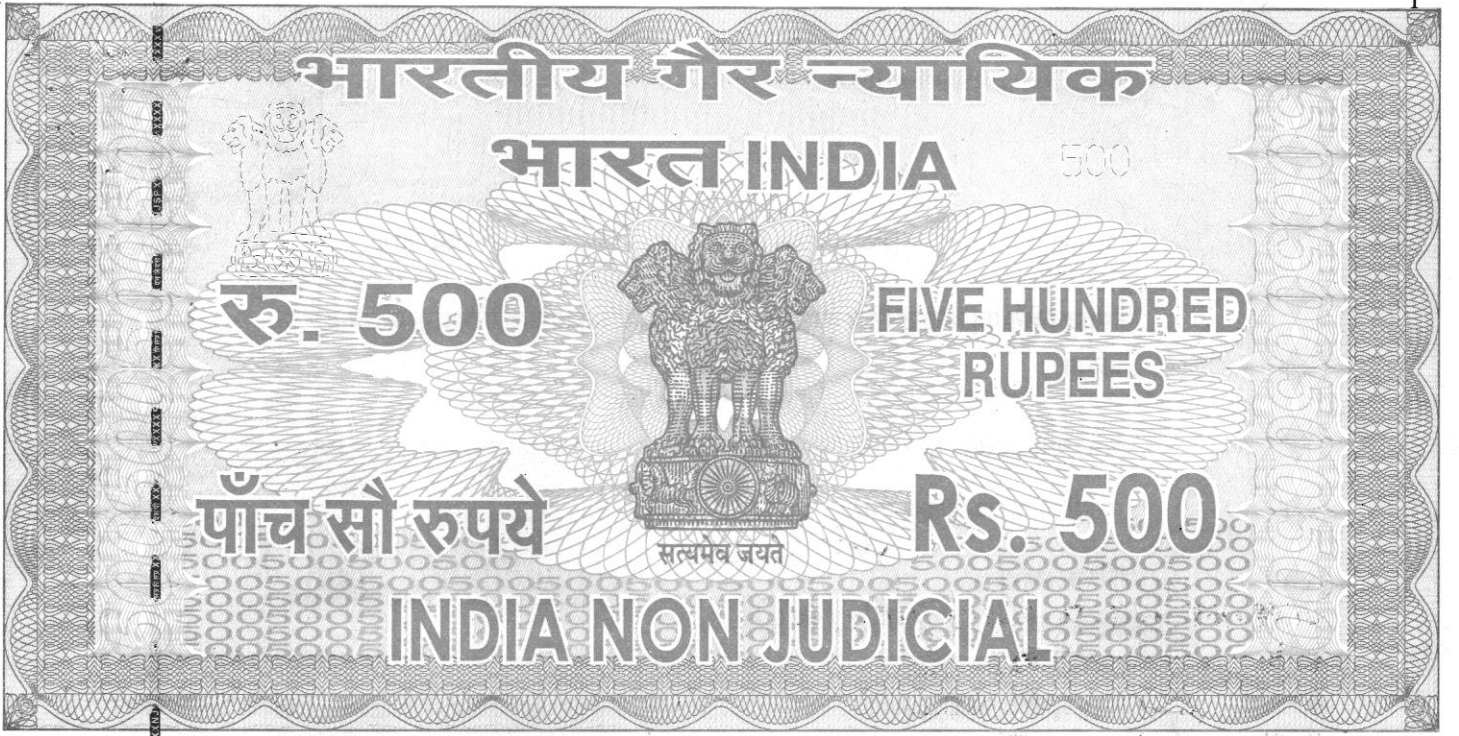 भारतीय गैर न्यायिक
भारत INDIA
500
रु. 500
FIVE HUNDRED
RUPEES
पाँच सौ रुपये
Rs. 500
सत्यमेव जयते
INDIA NON JUDICIAL